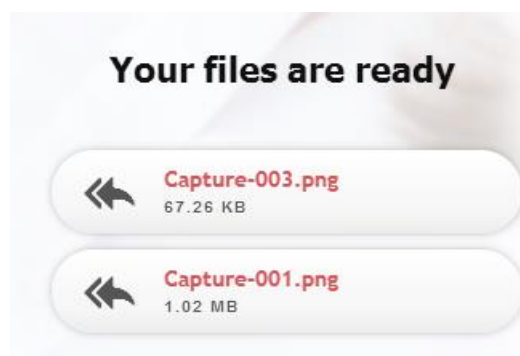 Your files are ready
Capture-003.png
67.26 KB
Capture-001.png
1.02 MB